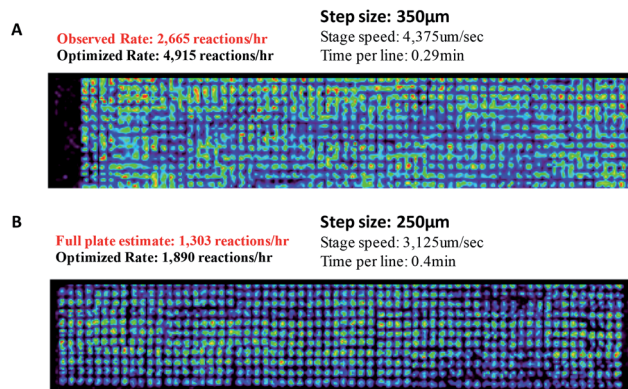 A
Observed Rate: 2,665 reactions/hr
Optimized Rate: 4,915 reactions/hr
Step size: 350µm
Stage speed: 4,375um/sec
Time per line: 0.29min
B
Full plate estimate: 1,303 reactions/hr
Optimized Rate: 1,890 reactions/hr
Step size: 250µm
Stage speed: 3,125um/sec
Time per line: 0.4min